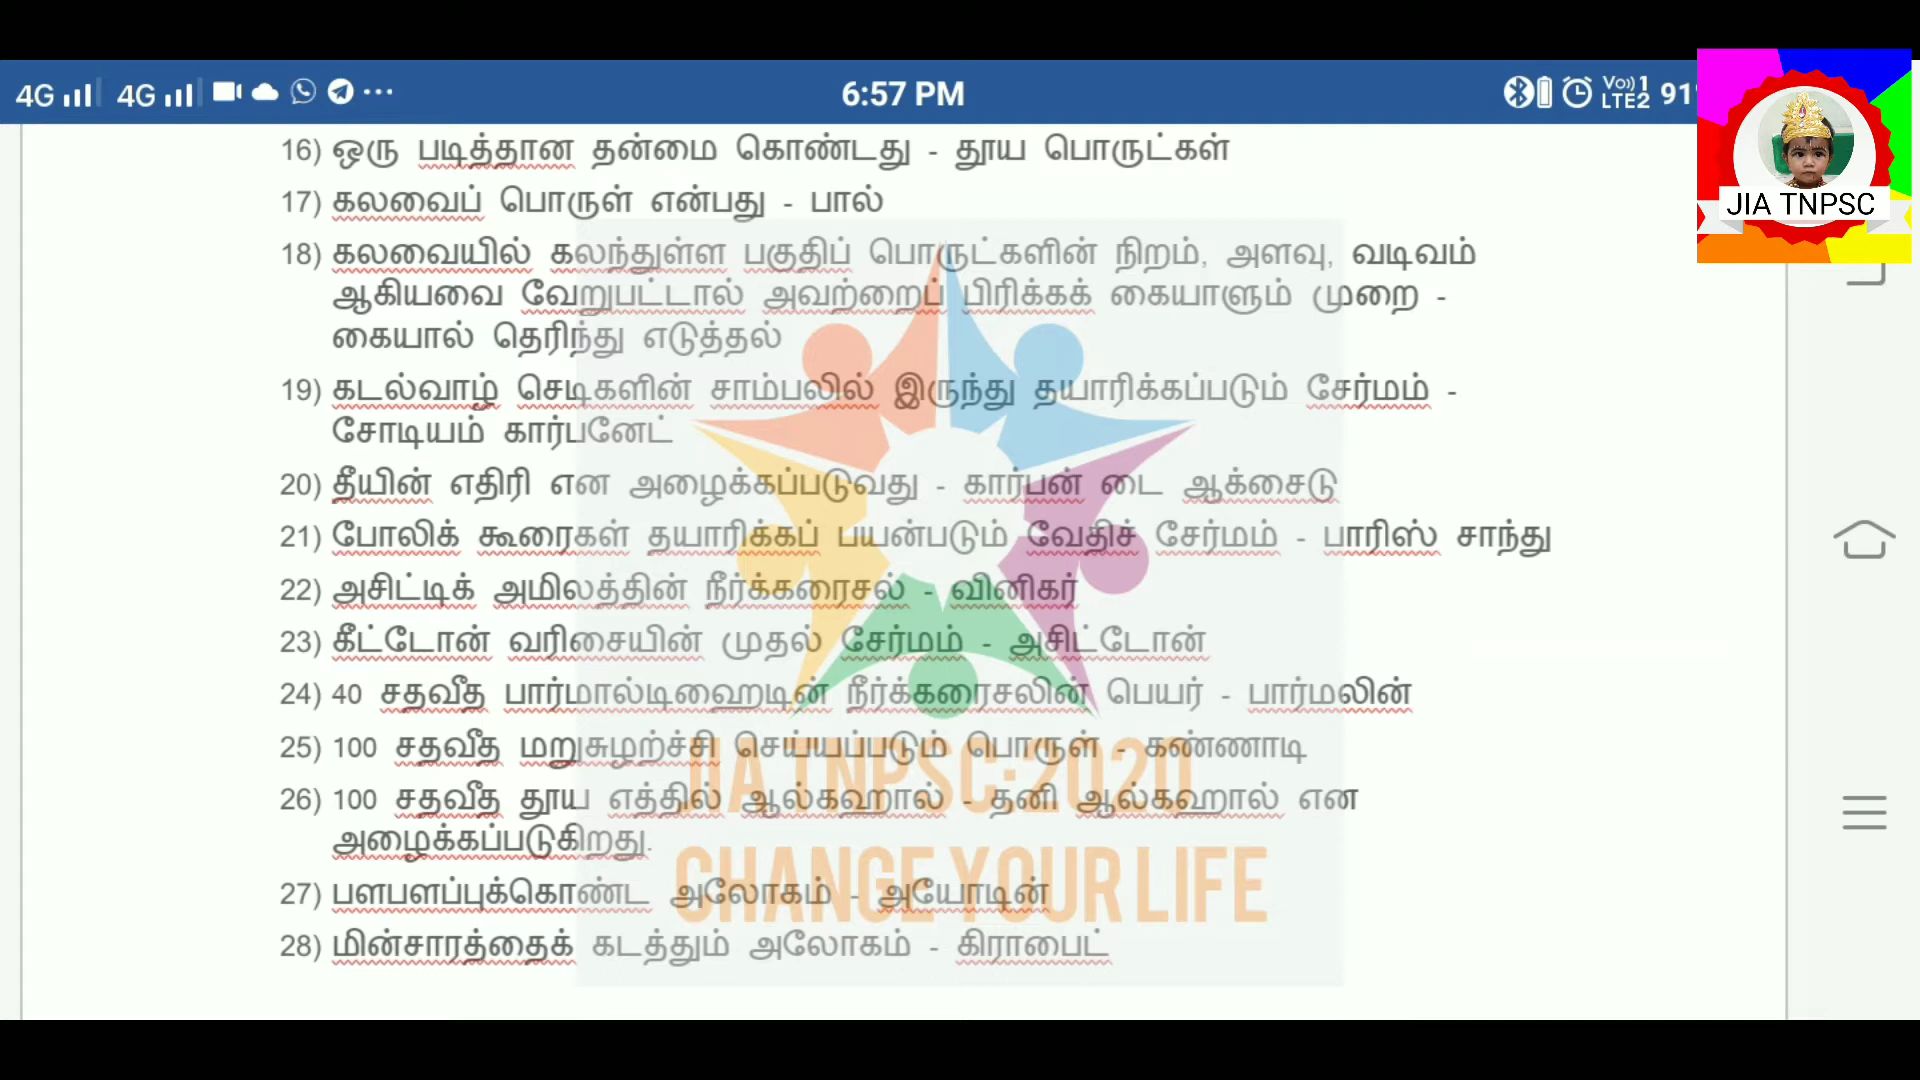 4G 4G 6:57 PM Vo)) 1 LTE2 91
JIA TNPSC
16) ஒரு படித்தான தன்மை கொண்டது - தூய பொருட்கள்
17) கலவைப் பொருள் என்பது - பால்
18) கலவையில் கலந்துள்ள பகுதிப் பொருட்களின் நிறம், அளவு, வடிவம்
ஆகியவை வேறுபட்டால் அவற்றைப் பிரிக்கக் கையாளும் முறை -
கையால் தெரிந்து எடுத்தல்
19) கடல்வாழ் செடிகளின் சாம்பலில் இருந்து தயாரிக்கப்படும் சேர்மம் -
சோடியம் கார்பனேட்
20) தீயின் எதிரி என அழைக்கப்படுவது - கார்பன் டை ஆக்சைடு
21) போலிக் கூரைகள் தயாரிக்கப் பயன்படும் வேதிச் சேர்மம் - பாரிஸ் சாந்து
22) அசிட்டிக் அமிலத்தின் நீர்க்கரைசல் - வினிகர்
23) கீட்டோன் வரிசையின் முதல் சேர்மம் - அசிட்டோன்
24) 40 சதவீத பார்மால்டிஹைடின் நீர்க்கரைசலின் பெயர் - பார்மலின்
25) 100 சதவீத மறுசுழற்ச்சி செய்யப்படும் பொருள் - கண்ணாடி
26) 100 சதவீத தூய எத்தில் ஆல்கஹால் - தனி ஆல்கஹால் என
அழைக்கப்படுகிறது.
27) பளபளப்புக்கொண்ட அலோகம் - அயோடின்
28) மின்சாரத்தைக் கடத்தும் அலோகம் - கிராபைட்
JIA TNPSC:2020
CHANGE YOUR LIFE